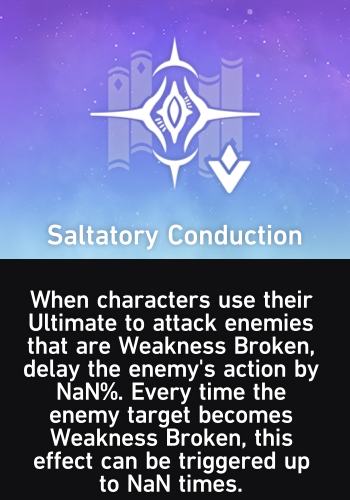 Saltatory Conduction
When characters use their
Ultimate to attack enemies
that are Weakness Broken,
delay the enemy's action by
NaN%. Every time the
enemy target becomes
Weakness Broken, this
effect can be triggered up
to NaN times.